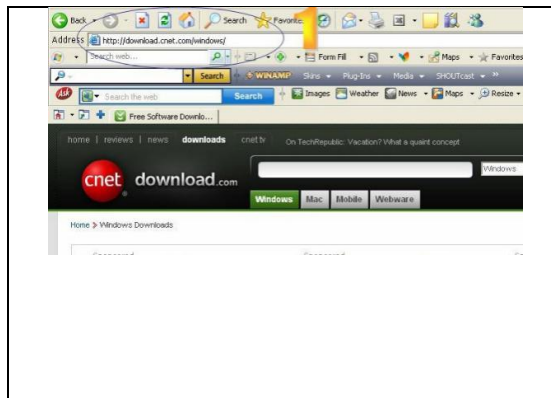 Back Search Favorites 1
Address http://download.cnet.com/windows/
Search web... Form Fill Maps Favorites
Search WINAMP Skins Plug-Ins Media SHOUTcast »
Ask Search the web Search Images Weather News Maps Resize
Free Software Downlo...
home | reviews | news downloads cnet tv On TechRepublic: Vacation? What a quaint concept
cnet download.com Windows
Windows Mac Mobile Webware
Home > Windows Downloads